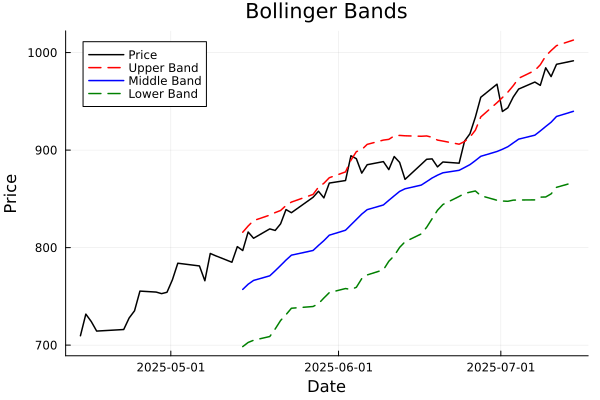 Bollinger Bands
Price
Upper Band
Middle Band
Lower Band
1000
900
800
700
Price
2025-05-01
2025-06-01
2025-07-01
Date